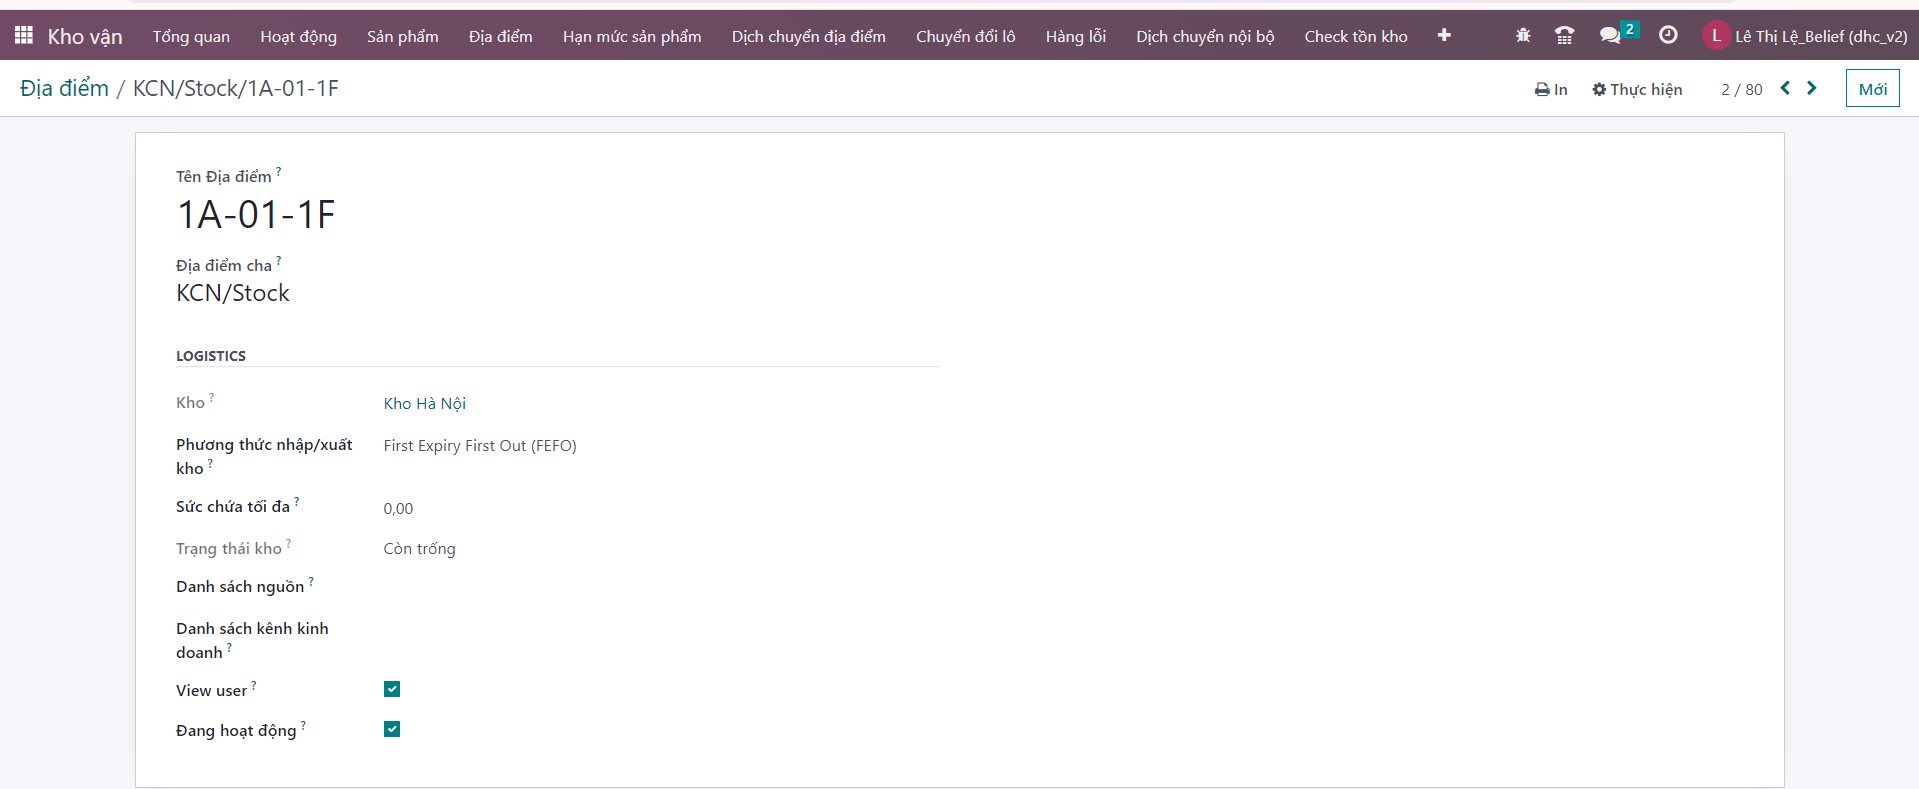 Kho vận Tổng quan Hoạt động Sản phẩm Địa điểm Hạn mức sản phẩm Dịch chuyển địa điểm Chuyển đổi lô Hàng lỗi Dịch chuyển nội bộ Check tồn kho 2 L Lê Thị Lệ_Belief (dhc_v2)
Địa điểm / KCN/Stock/1A-01-1F In Thực hiện 2 / 80 Mới
Tên Địa điểm ?
1A-01-1F
Địa điểm cha ?
KCN/Stock
LOGISTICS
Kho ? Kho Hà Nội
Phương thức nhập/xuất First Expiry First Out (FEFO)
kho ?
Sức chứa tối đa ? 0,00
Trạng thái kho ? Còn trống
Danh sách nguồn ?
Danh sách kênh kinh
doanh ?
View user ?
Đang hoạt động ?